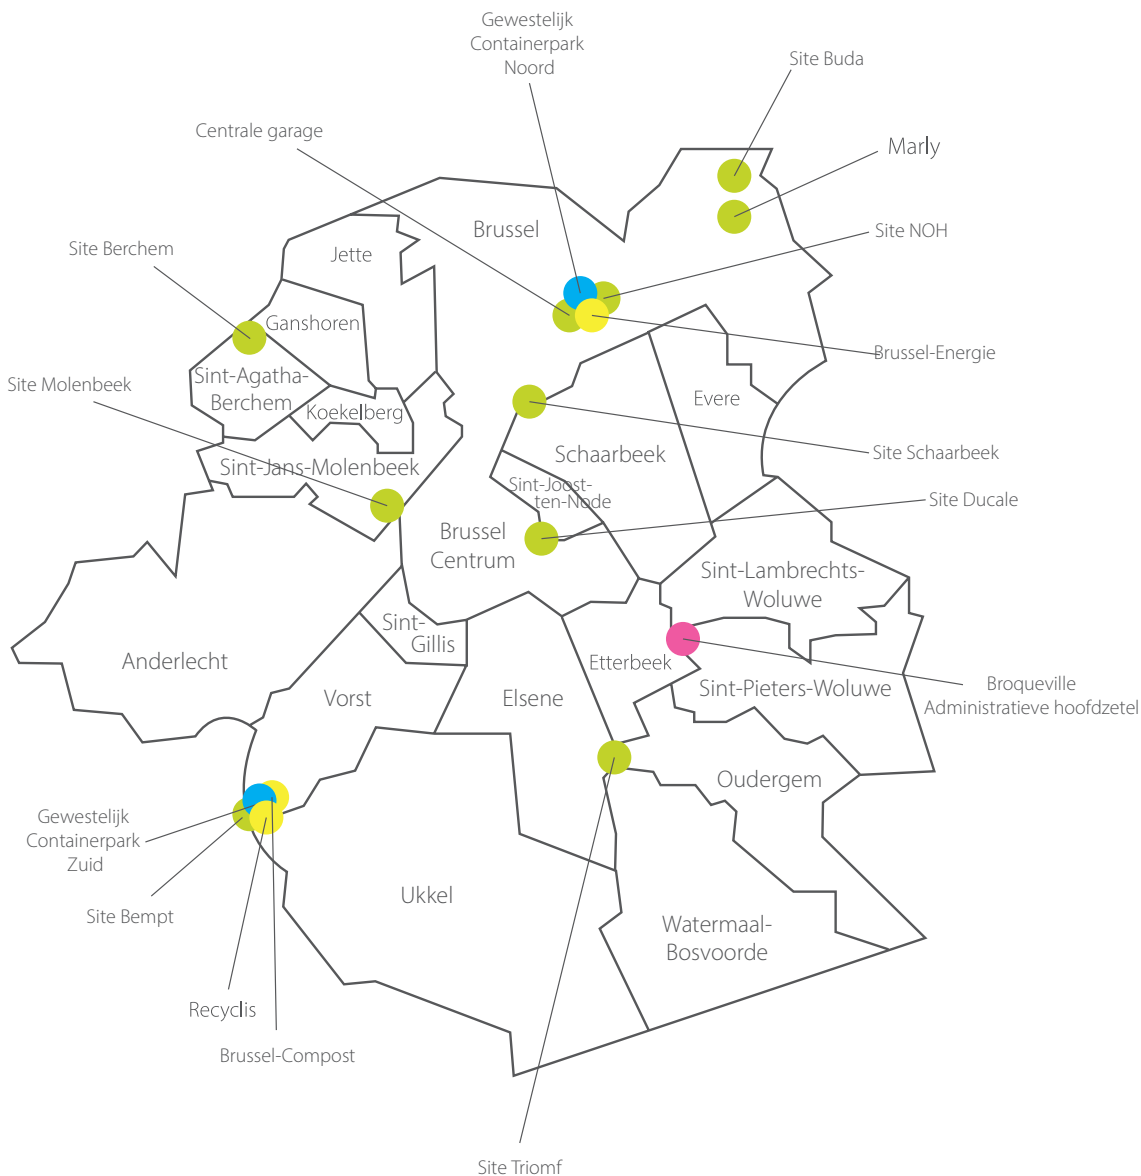 Gewestelijk
Containerpark
Noord
Site Buda
Centrale garage
Marly
Brussel
Site NOH
Site Berchem
Jette
Ganshoren
Brussel-Energie
Sint-Agatha-
Berchem
Site Molenbeek
Koekelberg
Evere
Schaarbeek
Site Schaarbeek
Sint-Jans-Molenbeek
Sint-Joost-
ten-Node
Site Ducale
Brussel
Centrum
Sint-Lambrechts-
Woluwe
Sint-
Gillis
Anderlecht
Etterbeek
Vorst
Elsene
Sint-Pieters-Woluwe
Broqueville
Administratieve hoofdzetel
Oudergem
Gewestelijk
Containerpark
Zuid
Ukkel
Site Bempt
Watermaal-
Bosvoorde
Recyclis
Brussel-Compost
Site Triomf